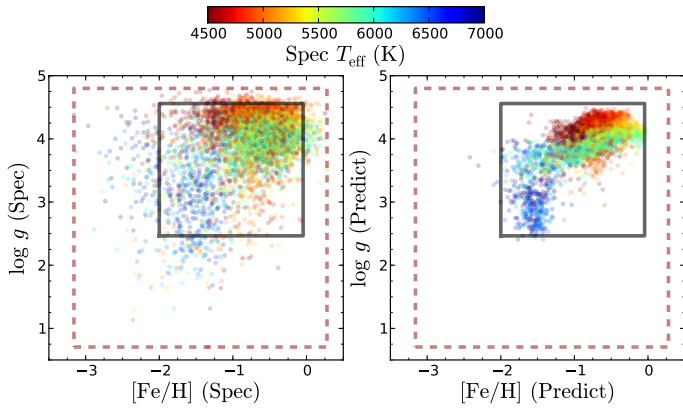 4500 5000 5500 6000 6500 7000
Spec T_eff (K)
5
4
3
2
1
log g (Spec)
−3 −2 −1 0
[Fe/H] (Spec)
5
4
3
2
1
log g (Predict)
−3 −2 −1 0
[Fe/H] (Predict)